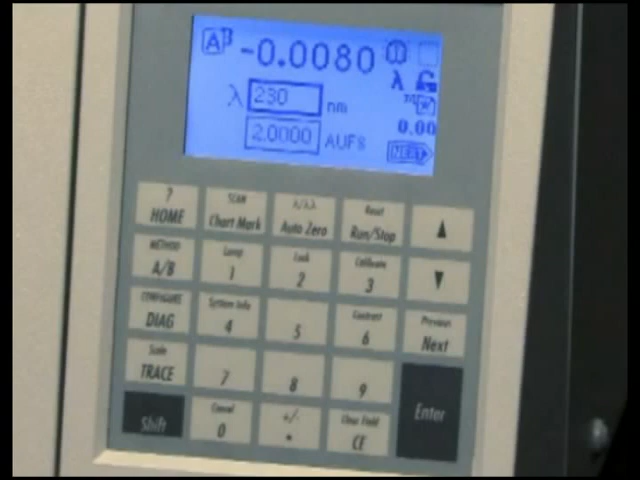 AB -0.0080
λ 230 nm λ
2.0000 AUFS 0.00
NEXT
? SCAN λ/λλ Reset
HOME Chart Mark Auto Zero Run/Stop ▲
METHOD Lamp Lock Calibrate
A/B 1 2 3 ▼
CONFIGURE System Info Contrast Previous
DIAG 4 5 6 Next
Scale
TRACE 7 8 9 Enter
Cancel +/- Clear Field
Shift 0 . CE